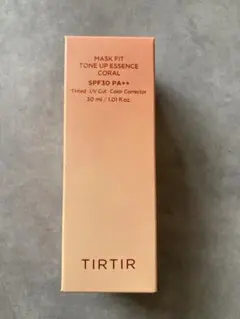 MASK FIT
TONE UP ESSENCE
CORAL
SPF30 PA++
Tinted · UV Cut · Color Corrector
30 ml / 1.01 fl.oz.
TIRTIR